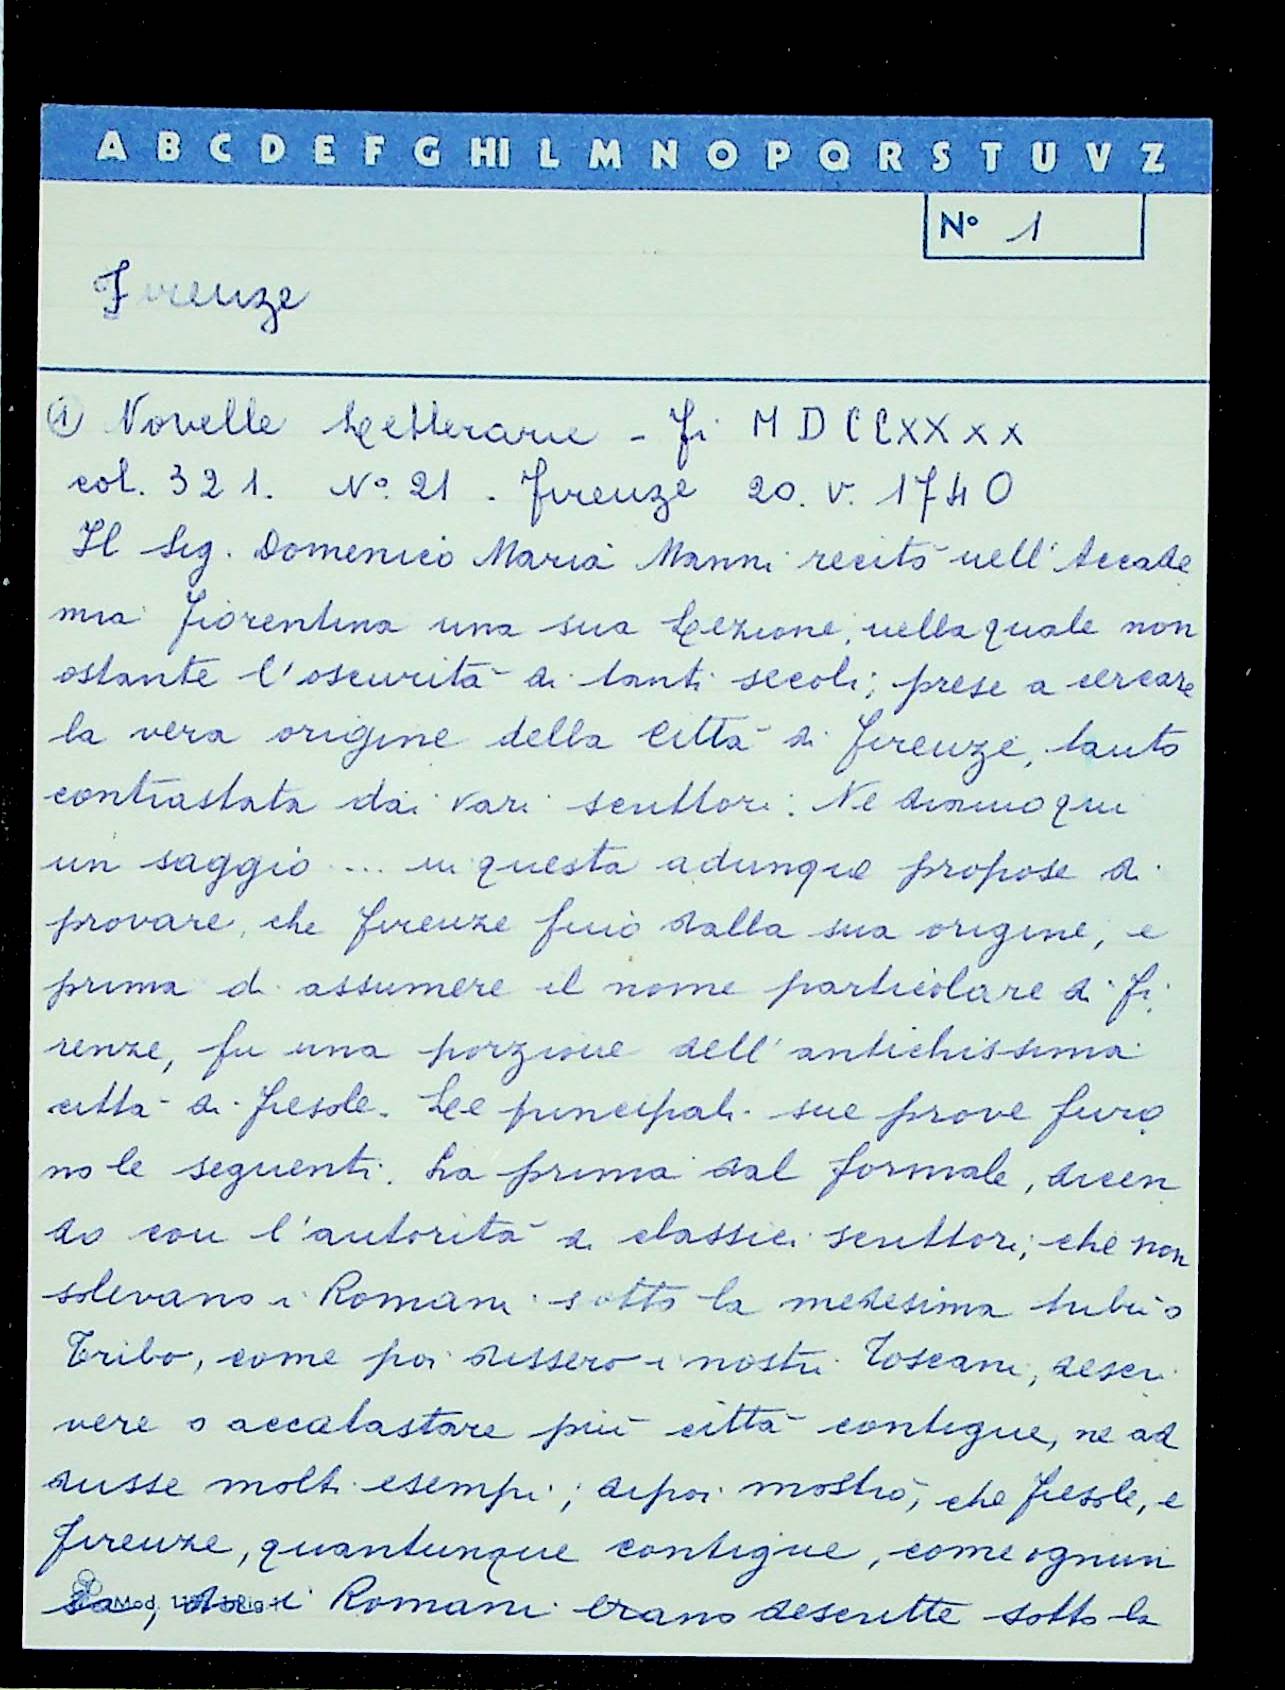 A B C D E F G HI L M N O P Q R S T U V Z
N° 1
Firenze
① Novelle Letterarie - Fi MDCCXXXX
col. 321. N° 21 - Firenze 20. V. 1740
Il Sig. Domenico Maria Manni recitò nell'Accade
mia Fiorentina una sua Lezione, nella quale non
ostante l'oscurità di tanti secoli; prese a cercare
la vera origine della Città di Firenze, tanto
contrastata dai vari scrittori. Ne diamo qui
un saggio ... in questa adunque propose di
provare, che Firenze fino dalla sua origine, e
prima di assumere il nome particolare di Fi
renze, fu una porzione dell'antichissima
città di Fiesole. Le principali sue prove furo
no le seguenti. La prima dal formale, dicen
do con l'autorità di classici scrittori, che non
solevano i Romani sotto la medesima tribù o
Tribo, come poi dissero i nostri Toscani, descri
vere o accatastare più città contigue, ne ad
dusse molti esempi; dipoi mostrò, che Fiesole, e
Firenze, quantunque contigue, come ognun
sa, dai Romani erano descritte sotto la